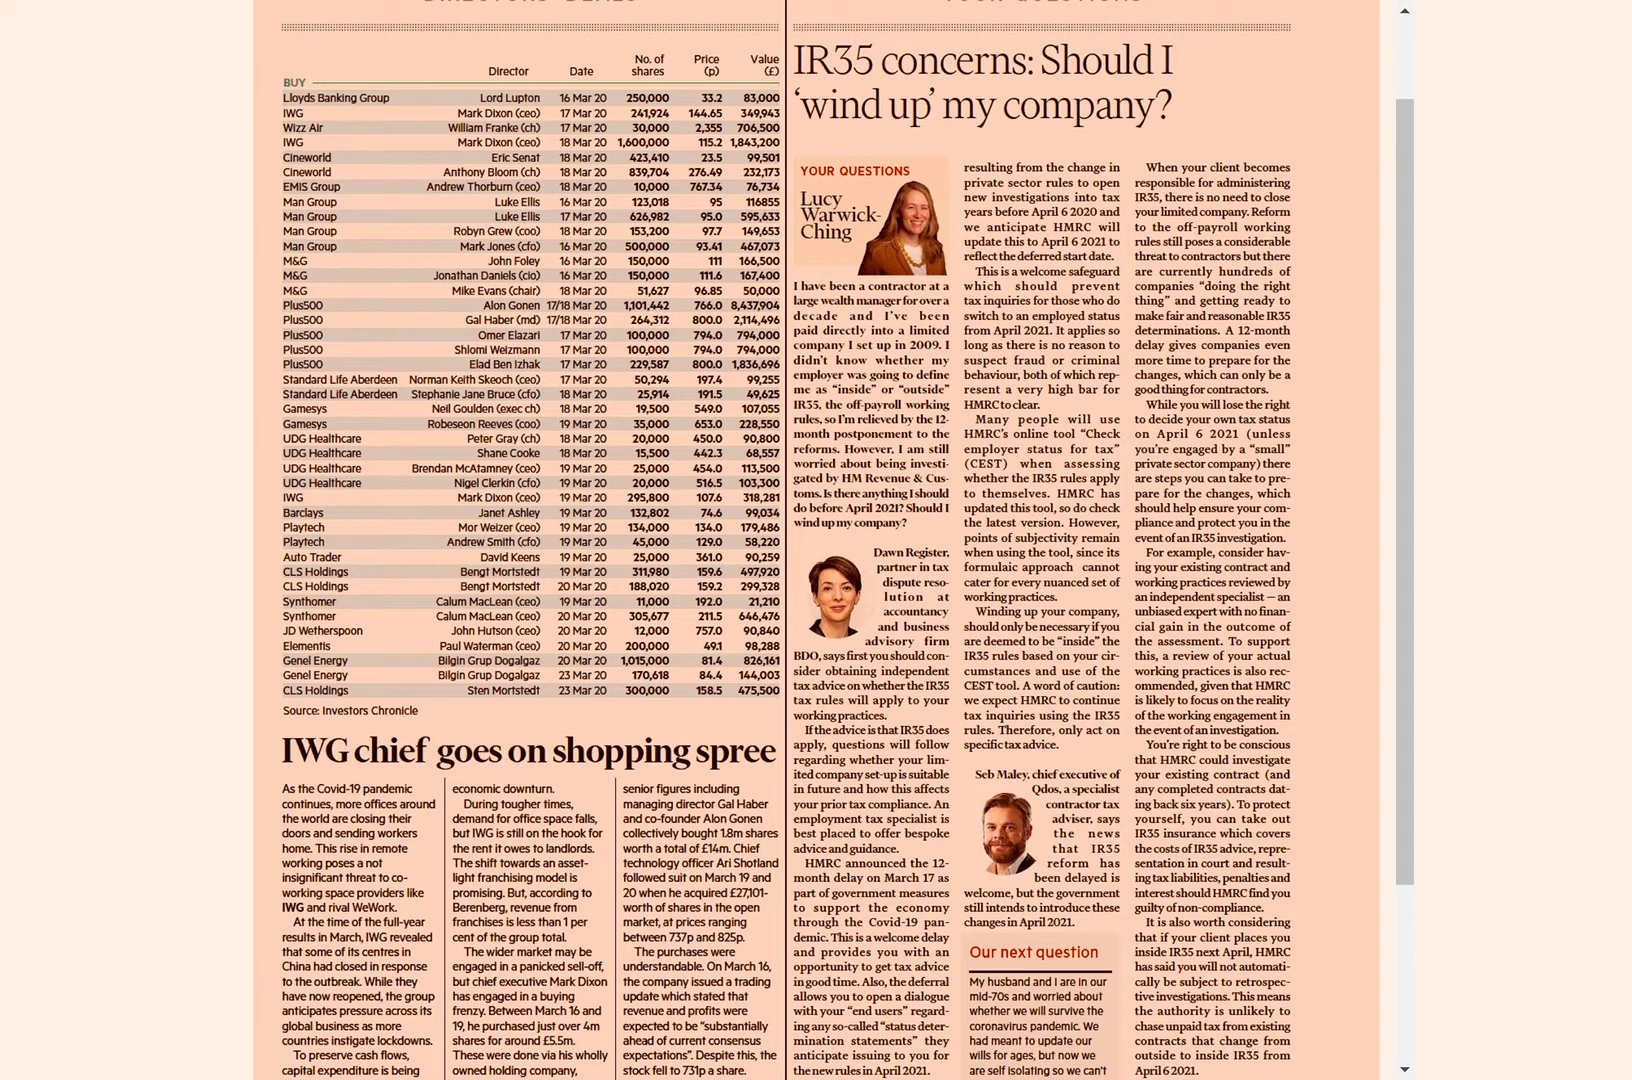 BUY
Director Date No. of shares Price (p) Value (£)
Lloyds Banking Group Lord Lupton 16 Mar 20 250,000 33.2 83,000
IWG Mark Dixon (ceo) 17 Mar 20 241,924 144.65 349,943
Wizz Air William Franke (ch) 17 Mar 20 30,000 2,355 706,500
IWG Mark Dixon (ceo) 18 Mar 20 1,600,000 115.2 1,843,200
Cineworld Eric Senat 18 Mar 20 423,410 23.5 99,501
Cineworld Anthony Bloom (ch) 18 Mar 20 839,704 276.49 232,173
EMIS Group Andrew Thorburn (ceo) 18 Mar 20 10,000 767.34 76,734
Man Group Luke Ellis 16 Mar 20 123,018 95 116855
Man Group Luke Ellis 17 Mar 20 626,982 95.0 595,633
Man Group Robyn Grew (coo) 18 Mar 20 153,200 97.7 149,653
Man Group Mark Jones (cfo) 16 Mar 20 500,000 93.41 467,073
M&G John Foley 16 Mar 20 150,000 111 166,500
M&G Jonathan Daniels (cio) 16 Mar 20 150,000 111.6 167,400
M&G Mike Evans (chair) 18 Mar 20 51,627 96.85 50,000
Plus500 Alon Gonen 17/18 Mar 20 1,101,442 766.0 8,437,904
Plus500 Gal Haber (md) 17/18 Mar 20 264,312 800.0 2,114,496
Plus500 Omer Elazari 17 Mar 20 100,000 794.0 794,000
Plus500 Shlomi Weizmann 17 Mar 20 100,000 794.0 794,000
Plus500 Elad Ben Izhak 17 Mar 20 229,587 800.0 1,836,696
Standard Life Aberdeen Norman Keith Skeoch (ceo) 17 Mar 20 50,294 197.4 99,255
Standard Life Aberdeen Stephanie Jane Bruce (cfo) 18 Mar 20 25,914 191.5 49,625
Gamesys Neil Goulden (exec ch) 18 Mar 20 19,500 549.0 107,055
Gamesys Robeseon Reeves (coo) 19 Mar 20 35,000 653.0 228,550
UDG Healthcare Peter Gray (ch) 18 Mar 20 20,000 450.0 90,800
UDG Healthcare Shane Cooke 18 Mar 20 15,500 442.3 68,557
UDG Healthcare Brendan McAtamney (ceo) 19 Mar 20 25,000 454.0 113,500
UDG Healthcare Nigel Clerkin (cfo) 19 Mar 20 20,000 516.5 103,300
IWG Mark Dixon (ceo) 19 Mar 20 295,800 107.6 318,281
Barclays Janet Ashley 19 Mar 20 132,802 74.6 99,034
Playtech Mor Weizer (ceo) 19 Mar 20 134,000 134.0 179,486
Playtech Andrew Smith (cfo) 19 Mar 20 45,000 129.0 58,220
Auto Trader David Keens 19 Mar 20 25,000 361.0 90,259
CLS Holdings Bengt Mortstedt 19 Mar 20 311,980 159.6 497,920
CLS Holdings Bengt Mortstedt 20 Mar 20 188,020 159.2 299,328
Synthomer Calum MacLean (ceo) 19 Mar 20 11,000 192.0 21,210
Synthomer Calum MacLean (ceo) 20 Mar 20 305,677 211.5 646,476
JD Wetherspoon John Hutson (ceo) 20 Mar 20 12,000 757.0 90,840
Elementis Paul Waterman (ceo) 20 Mar 20 200,000 49.1 98,288
Genel Energy Bilgin Grup Dogalgaz 20 Mar 20 1,015,000 81.4 826,161
Genel Energy Bilgin Grup Dogalgaz 23 Mar 20 170,618 84.4 144,003
CLS Holdings Sten Mortstedt 23 Mar 20 300,000 158.5 475,500
Source: Investors Chronicle
IWG chief goes on shopping spree
As the Covid-19 pandemic
continues, more offices around
the world are closing their
doors and sending workers
home. This rise in remote
working poses a not
insignificant threat to co-
working space providers like
IWG and rival WeWork.
At the time of the full-year
results in March, IWG revealed
that some of its centres in
China had closed in response
to the outbreak. While they
have now reopened, the group
anticipates pressure across its
global business as more
countries instigate lockdowns.
To preserve cash flows,
capital expenditure is being
economic downturn.
During tougher times,
demand for office space falls,
but IWG is still on the hook for
the rent it owes to landlords.
The shift towards an asset-
light franchising model is
promising. But, according to
Berenberg, revenue from
franchises is less than 1 per
cent of the group total.
The wider market may be
engaged in a panicked sell-off,
but chief executive Mark Dixon
has engaged in a buying
frenzy. Between March 16 and
19, he purchased just over 4m
shares for around £5.5m.
These were done via his wholly
owned holding company,
senior figures including
managing director Gal Haber
and co-founder Alon Gonen
collectively bought 1.8m shares
worth a total of £14m. Chief
technology officer Ari Shotland
followed suit on March 19 and
20 when he acquired £27,101-
worth of shares in the open
market, at prices ranging
between 737p and 825p.
The purchases were
understandable. On March 16,
the company issued a trading
update which stated that
revenue and profits were
expected to be “substantially
ahead of current consensus
expectations”. Despite this, the
stock fell to 731p a share.
IR35 concerns: Should I
‘wind up’ my company?
YOUR QUESTIONS
Lucy
Warwick-
Ching
I have been a contractor at a
large wealth manager for over a
decade and I’ve been
paid directly into a limited
company I set up in 2009. I
didn’t know whether my
employer was going to define
me as “inside” or “outside”
IR35, the off-payroll working
rules, so I’m relieved by the 12-
month postponement to the
reforms. However, I am still
worried about being investi-
gated by HM Revenue & Cus-
toms. Is there anything I should
do before April 2021? Should I
wind up my company?
Dawn Register,
partner in tax
dispute reso-
lution at
accountancy
and business
advisory firm
BDO, says first you should con-
sider obtaining independent
tax advice on whether the IR35
tax rules will apply to your
working practices.
If the advice is that IR35 does
apply, questions will follow
regarding whether your lim-
ited company set-up is suitable
in future and how this affects
your prior tax compliance. An
employment tax specialist is
best placed to offer bespoke
advice and guidance.
HMRC announced the 12-
month delay on March 17 as
part of government measures
to support the economy
through the Covid-19 pan-
demic. This is a welcome delay
and provides you with an
opportunity to get tax advice
in good time. Also, the deferral
allows you to open a dialogue
with your “end users” regard-
ing any so-called “status deter-
mination statements” they
anticipate issuing to you for
the new rules in April 2021.
resulting from the change in
private sector rules to open
new investigations into tax
years before April 6 2020 and
we anticipate HMRC will
update this to April 6 2021 to
reflect the deferred start date.
This is a welcome safeguard
which should prevent
tax inquiries for those who do
switch to an employed status
from April 2021. It applies so
long as there is no reason to
suspect fraud or criminal
behaviour, both of which rep-
resent a very high bar for
HMRC to clear.
Many people will use
HMRC’s online tool “Check
employer status for tax”
(CEST) when assessing
whether the IR35 rules apply
to themselves. HMRC has
updated this tool, so do check
the latest version. However,
points of subjectivity remain
when using the tool, since its
formulaic approach cannot
cater for every nuanced set of
working practices.
Winding up your company,
should only be necessary if you
are deemed to be “inside” the
IR35 rules based on your cir-
cumstances and use of the
CEST tool. A word of caution:
we expect HMRC to continue
tax inquiries using the IR35
rules. Therefore, only act on
specific tax advice.
Seb Maley, chief executive of
Qdos, a specialist
contractor tax
adviser, says
the news
that IR35
reform has
been delayed is
welcome, but the government
still intends to introduce these
changes in April 2021.
Our next question
My husband and I are in our
mid-70s and worried about
whether we will survive the
coronavirus pandemic. We
had meant to update our
wills for ages, but now we
are self isolating so we can’t
When your client becomes
responsible for administering
IR35, there is no need to close
your limited company. Reform
to the off-payroll working
rules still poses a considerable
threat to contractors but there
are currently hundreds of
companies “doing the right
thing” and getting ready to
make fair and reasonable IR35
determinations. A 12-month
delay gives companies even
more time to prepare for the
changes, which can only be a
good thing for contractors.
While you will lose the right
to decide your own tax status
on April 6 2021 (unless
you’re engaged by a “small”
private sector company) there
are steps you can take to pre-
pare for the changes, which
should help ensure your com-
pliance and protect you in the
event of an IR35 investigation.
For example, consider hav-
ing your existing contract and
working practices reviewed by
an independent specialist — an
unbiased expert with no finan-
cial gain in the outcome of
the assessment. To support
this, a review of your actual
working practices is also rec-
ommended, given that HMRC
is likely to focus on the reality
of the working engagement in
the event of an investigation.
You’re right to be conscious
that HMRC could investigate
your existing contract (and
any completed contracts dat-
ing back six years). To protect
yourself, you can take out
IR35 insurance which covers
the costs of IR35 advice, repre-
sentation in court and result-
ing tax liabilities, penalties and
interest should HMRC find you
guilty of non-compliance.
It is also worth considering
that if your client places you
inside IR35 next April, HMRC
has said you will not automati-
cally be subject to retrospec-
tive investigations. This means
the authority is unlikely to
chase unpaid tax from existing
contracts that change from
outside to inside IR35 from
April 6 2021.